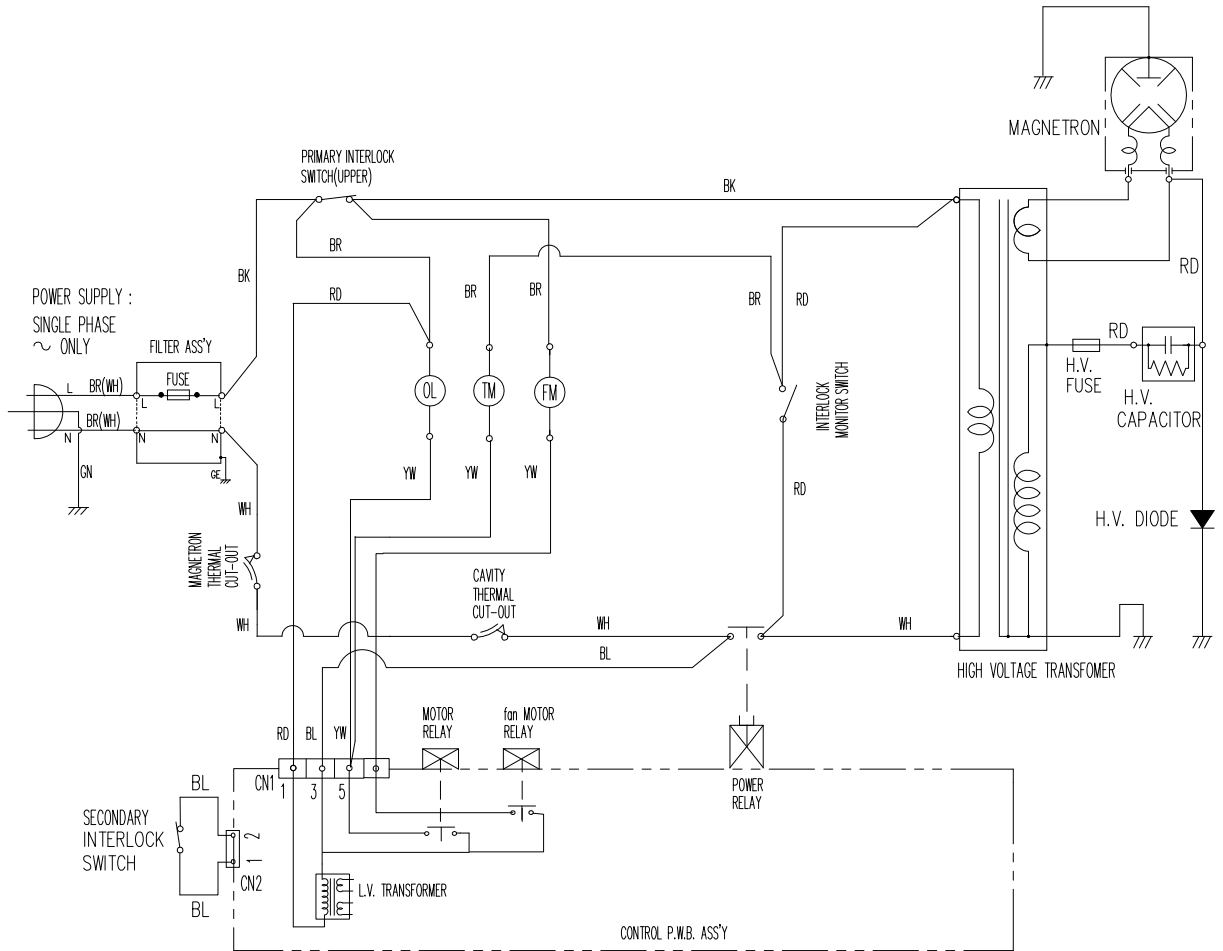 MAGNETRON
PRIMARY INTERLOCK
SWITCH(UPPER)
BK
BR
BK
RD
BR
BR
BR
RD
RD
POWER SUPPLY :
SINGLE PHASE
~ ONLY
FILTER ASS'Y
FUSE
L
BR(WH)
L
L
BR(WH)
N
N
N
GN
GE
OL
TM
FM
INTERLOCK
MONITOR SWITCH
RD
H.V.
FUSE
H.V.
CAPACITOR
YW
YW
YW
RD
WH
H.V. DIODE
MAGNETRON
THERMAL
CUT-OUT
CAVITY
THERMAL
CUT-OUT
WH
WH
WH
BL
HIGH VOLTAGE TRANSFOMER
RD
BL
YW
MOTOR
RELAY
fan MOTOR
RELAY
POWER
RELAY
CN1
1
3
5
BL
SECONDARY
INTERLOCK
SWITCH
2
1
CN2
BL
L.V. TRANSFORMER
CONTROL P.W.B. ASS'Y